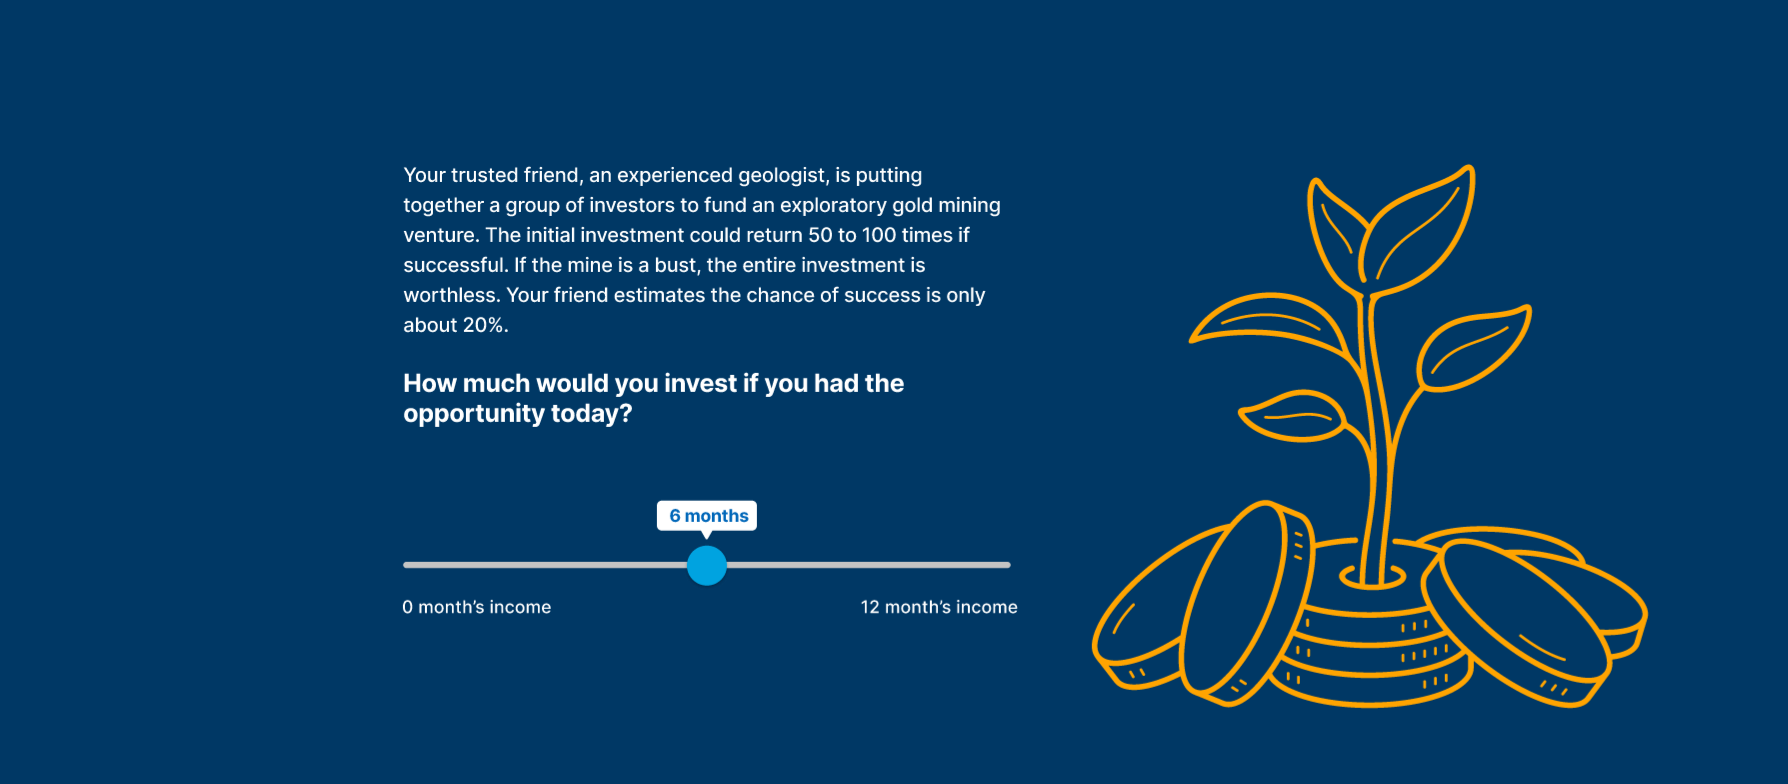 Your trusted friend, an experienced geologist, is putting
together a group of investors to fund an exploratory gold mining
venture. The initial investment could return 50 to 100 times if
successful. If the mine is a bust, the entire investment is
worthless. Your friend estimates the chance of success is only
about 20%.
How much would you invest if you had the
opportunity today?
6 months
0 month’s income
12 month’s income